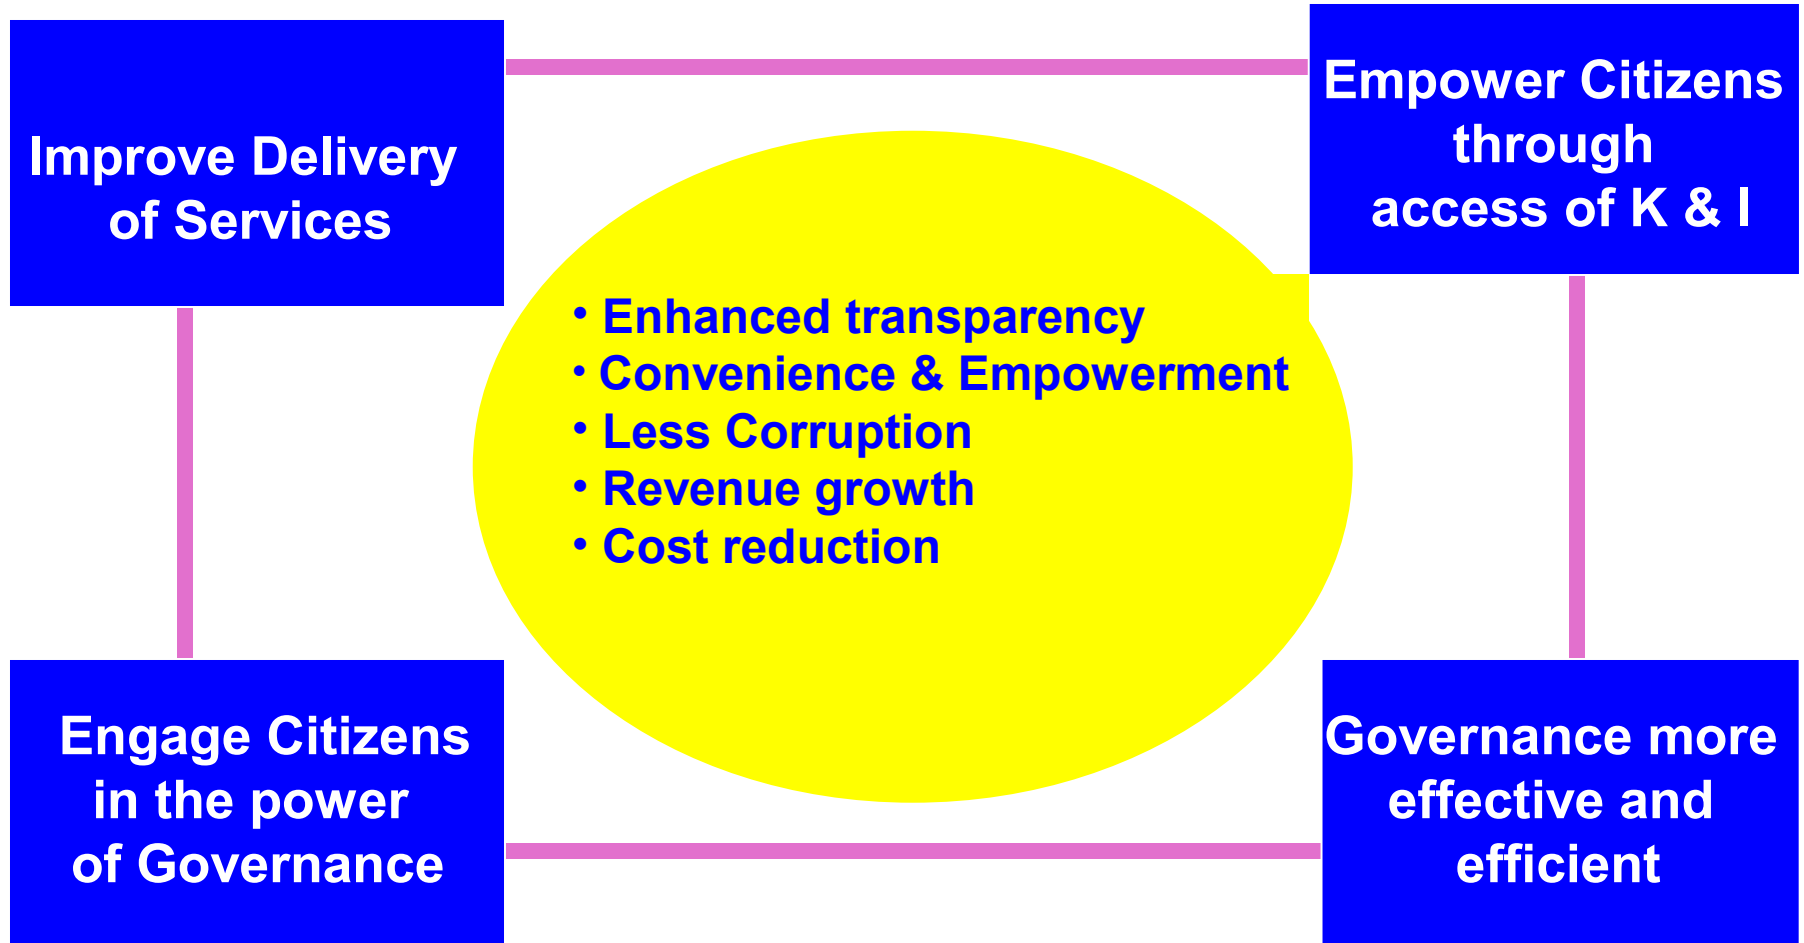 Improve Delivery
of Services
Empower Citizens
through
access of K & I
• Enhanced transparency
• Convenience & Empowerment
• Less Corruption
• Revenue growth
• Cost reduction
Engage Citizens
in the power
of Governance
Governance more
effective and
efficient